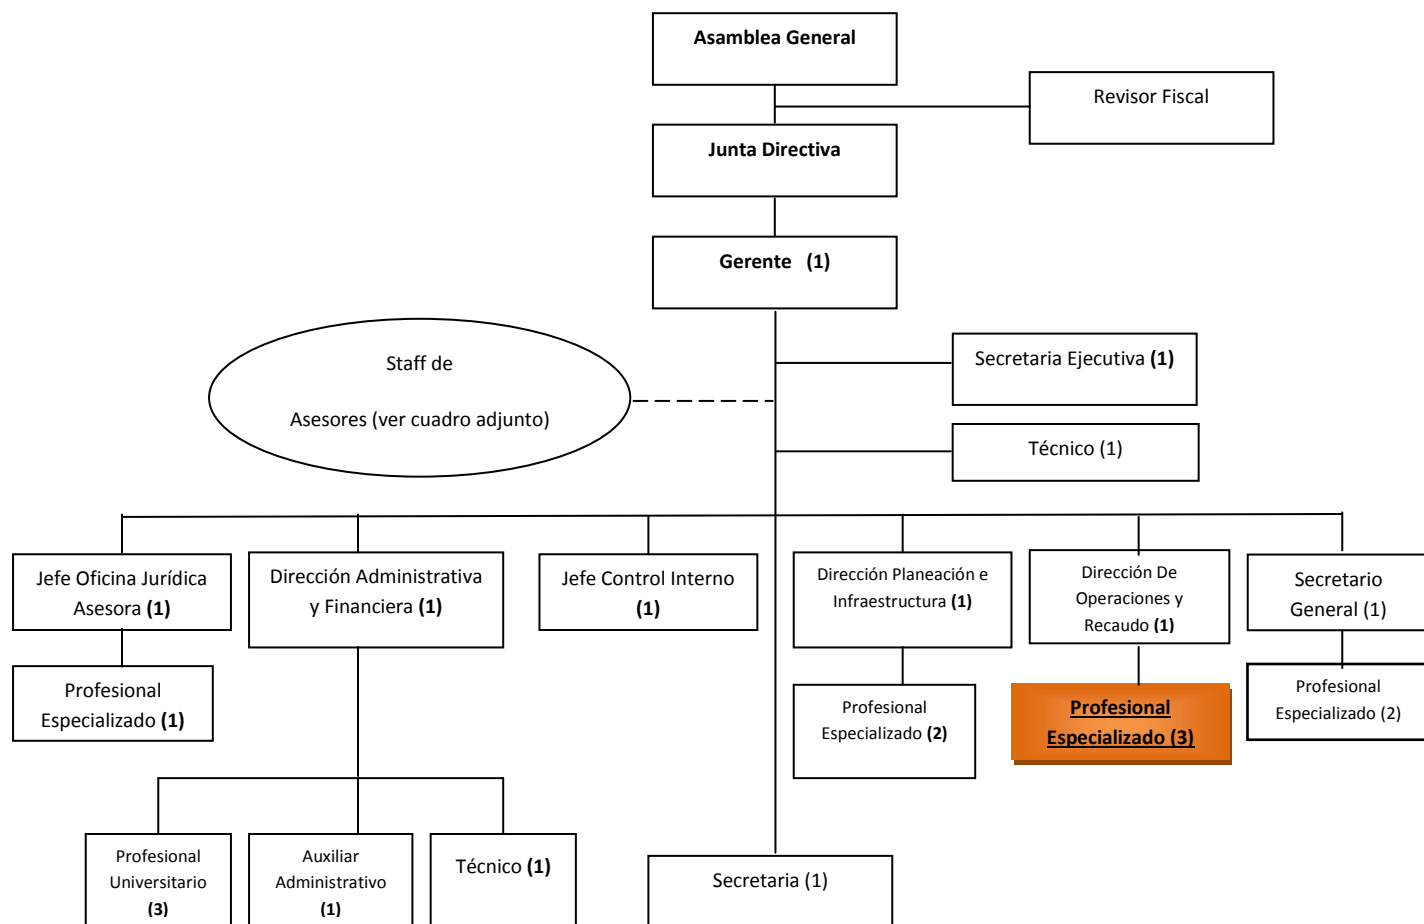 Asamblea General
Revisor Fiscal
Junta Directiva
Gerente (1)
Staff de
Asesores (ver cuadro adjunto)
Secretaria Ejecutiva (1)
Técnico (1)
Jefe Oficina Jurídica
Asesora (1)
Dirección Administrativa
y Financiera (1)
Jefe Control Interno
(1)
Dirección Planeación e
Infraestructura (1)
Dirección De
Operaciones y
Recaudo (1)
Secretario
General (1)
Profesional
Especializado (1)
Profesional
Especializado (2)
Profesional
Especializado (3)
Profesional
Especializado (2)
Profesional
Universitario
(3)
Auxiliar
Administrativo
(1)
Técnico (1)
Secretaria (1)